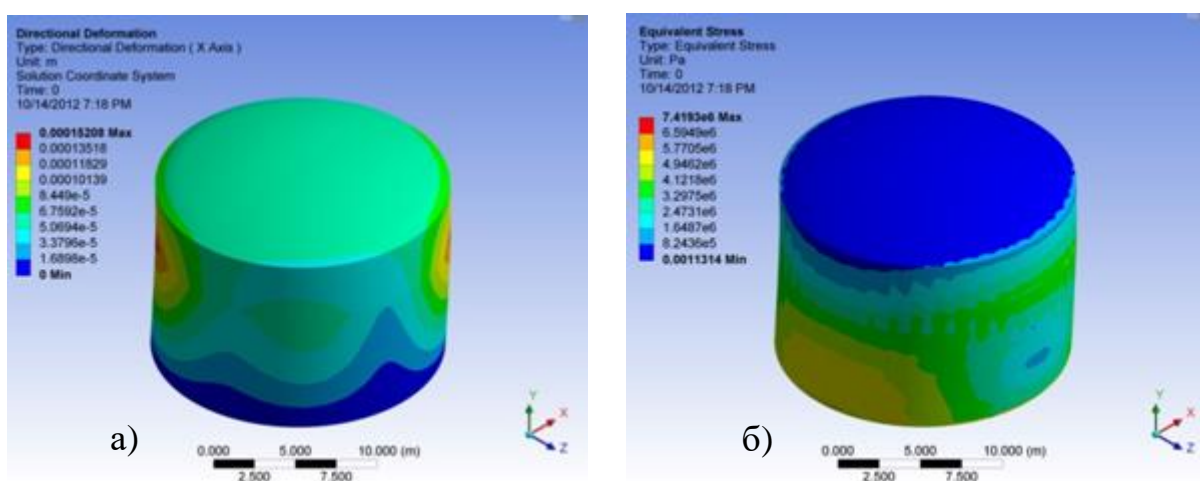 Directional Deformation
Type: Directional Deformation ( X Axis )
Unit: m
Solution Coordinate System
Time: 0
10/14/2012 7:18 PM
0.00015208 Max
0.00013518
0.00011829
0.00010139
8.449e-5
6.7592e-5
5.0694e-5
3.3796e-5
1.6898e-5
0 Min
Y
X
Z
0.000 5.000 10.000 (m)
2.500 7.500
а)
Equivalent Stress
Type: Equivalent Stress
Unit: Pa
Time: 0
10/14/2012 7:18 PM
7.4193e6 Max
6.5949e6
5.7705e6
4.9462e6
4.1218e6
3.2975e6
2.4731e6
1.6487e6
8.2436e5
0.0011314 Min
Y
X
Z
0.000 5.000 10.000 (m)
2.500 7.500
б)